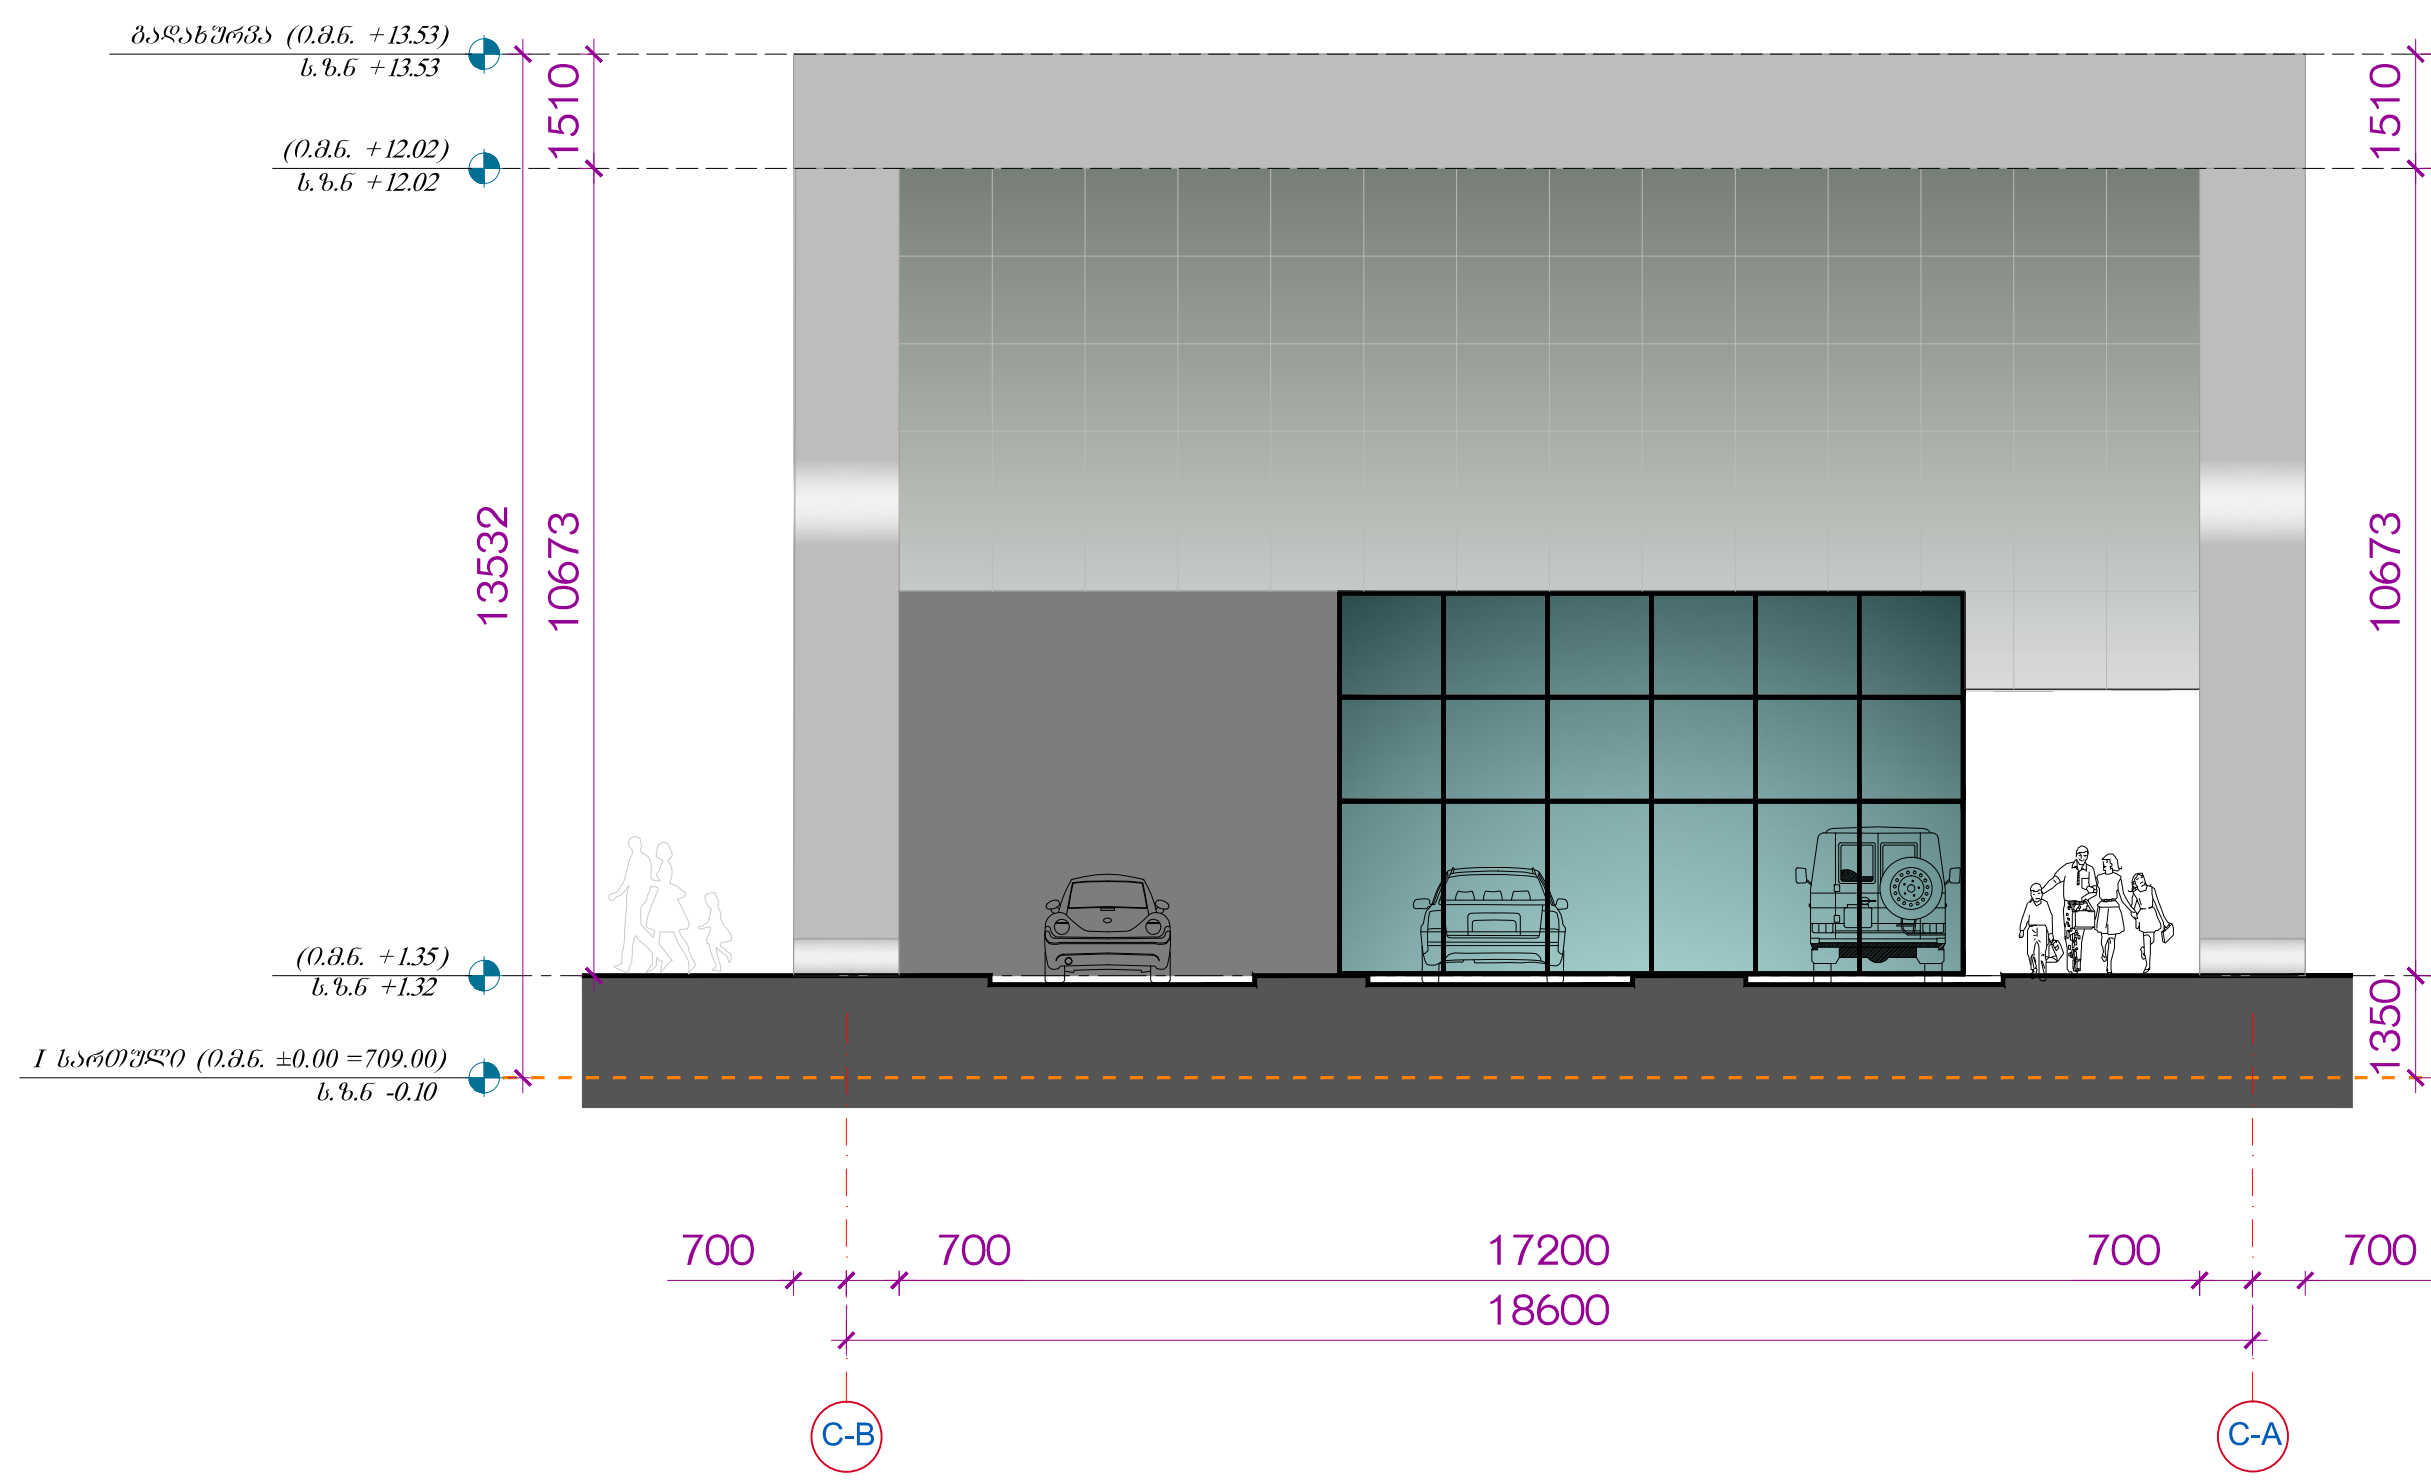 გადახურვა (ი.მ.ნ. +13.53)
ს.ზ.ნ +13.53
(ი.მ.ნ. +12.02)
ს.ზ.ნ +12.02
(ი.მ.ნ. +1.35)
ს.ზ.ნ +1.32
I სართული (ი.მ.ნ. ±0.00 =709.00)
ს.ზ.ნ -0.10
1510
13532
10673
1510
10673
1350
700
700
17200
700
700
18600
C-B
C-A